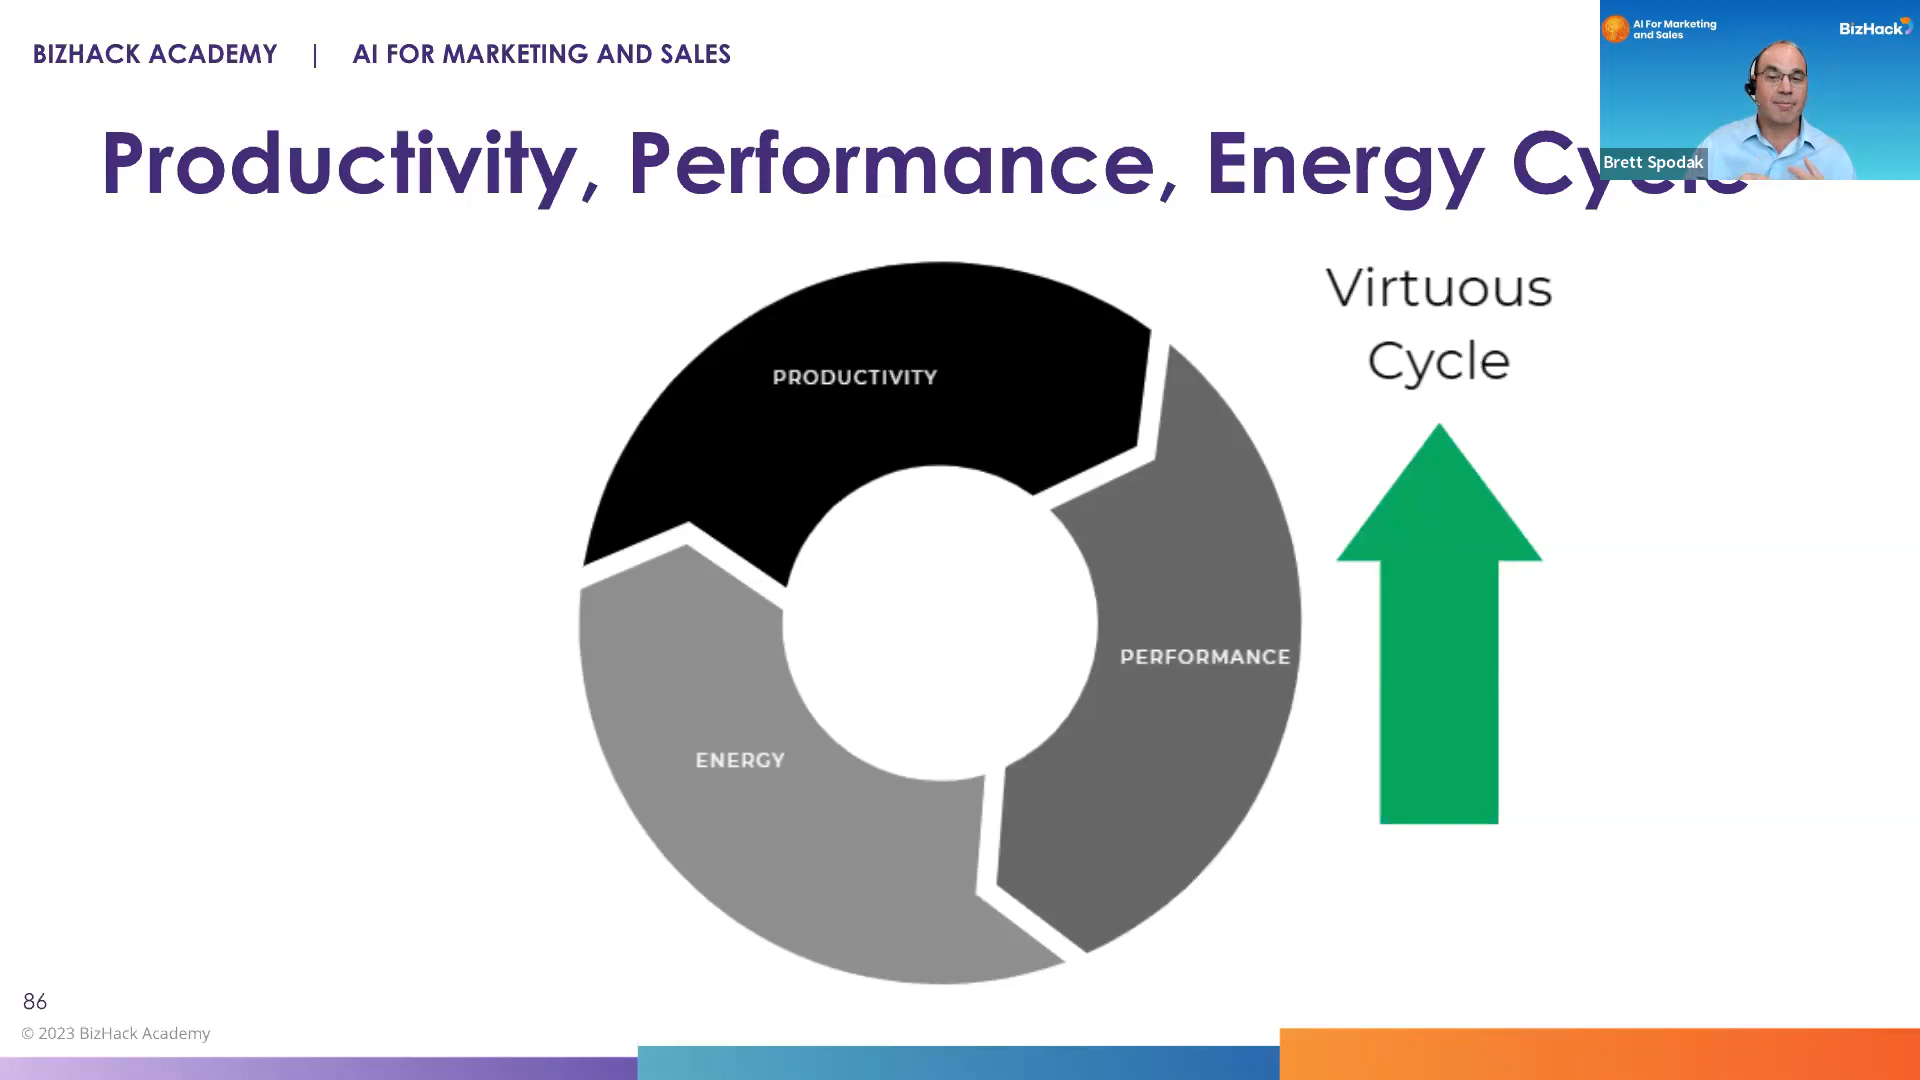 BIZHACK ACADEMY | AI FOR MARKETING AND SALES
AI For Marketing
and Sales
BizHack
Brett Spodak
Productivity, Performance, Energy Cycle
Virtuous
Cycle
PRODUCTIVITY
PERFORMANCE
ENERGY
86
© 2023 BizHack Academy